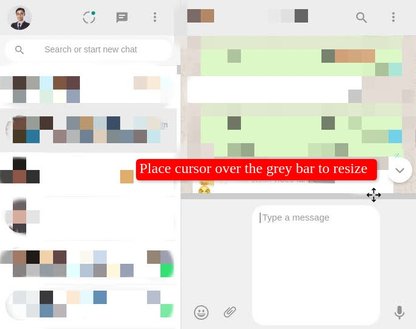 Search or start new chat
Place cursor over the grey bar to resize
Type a message